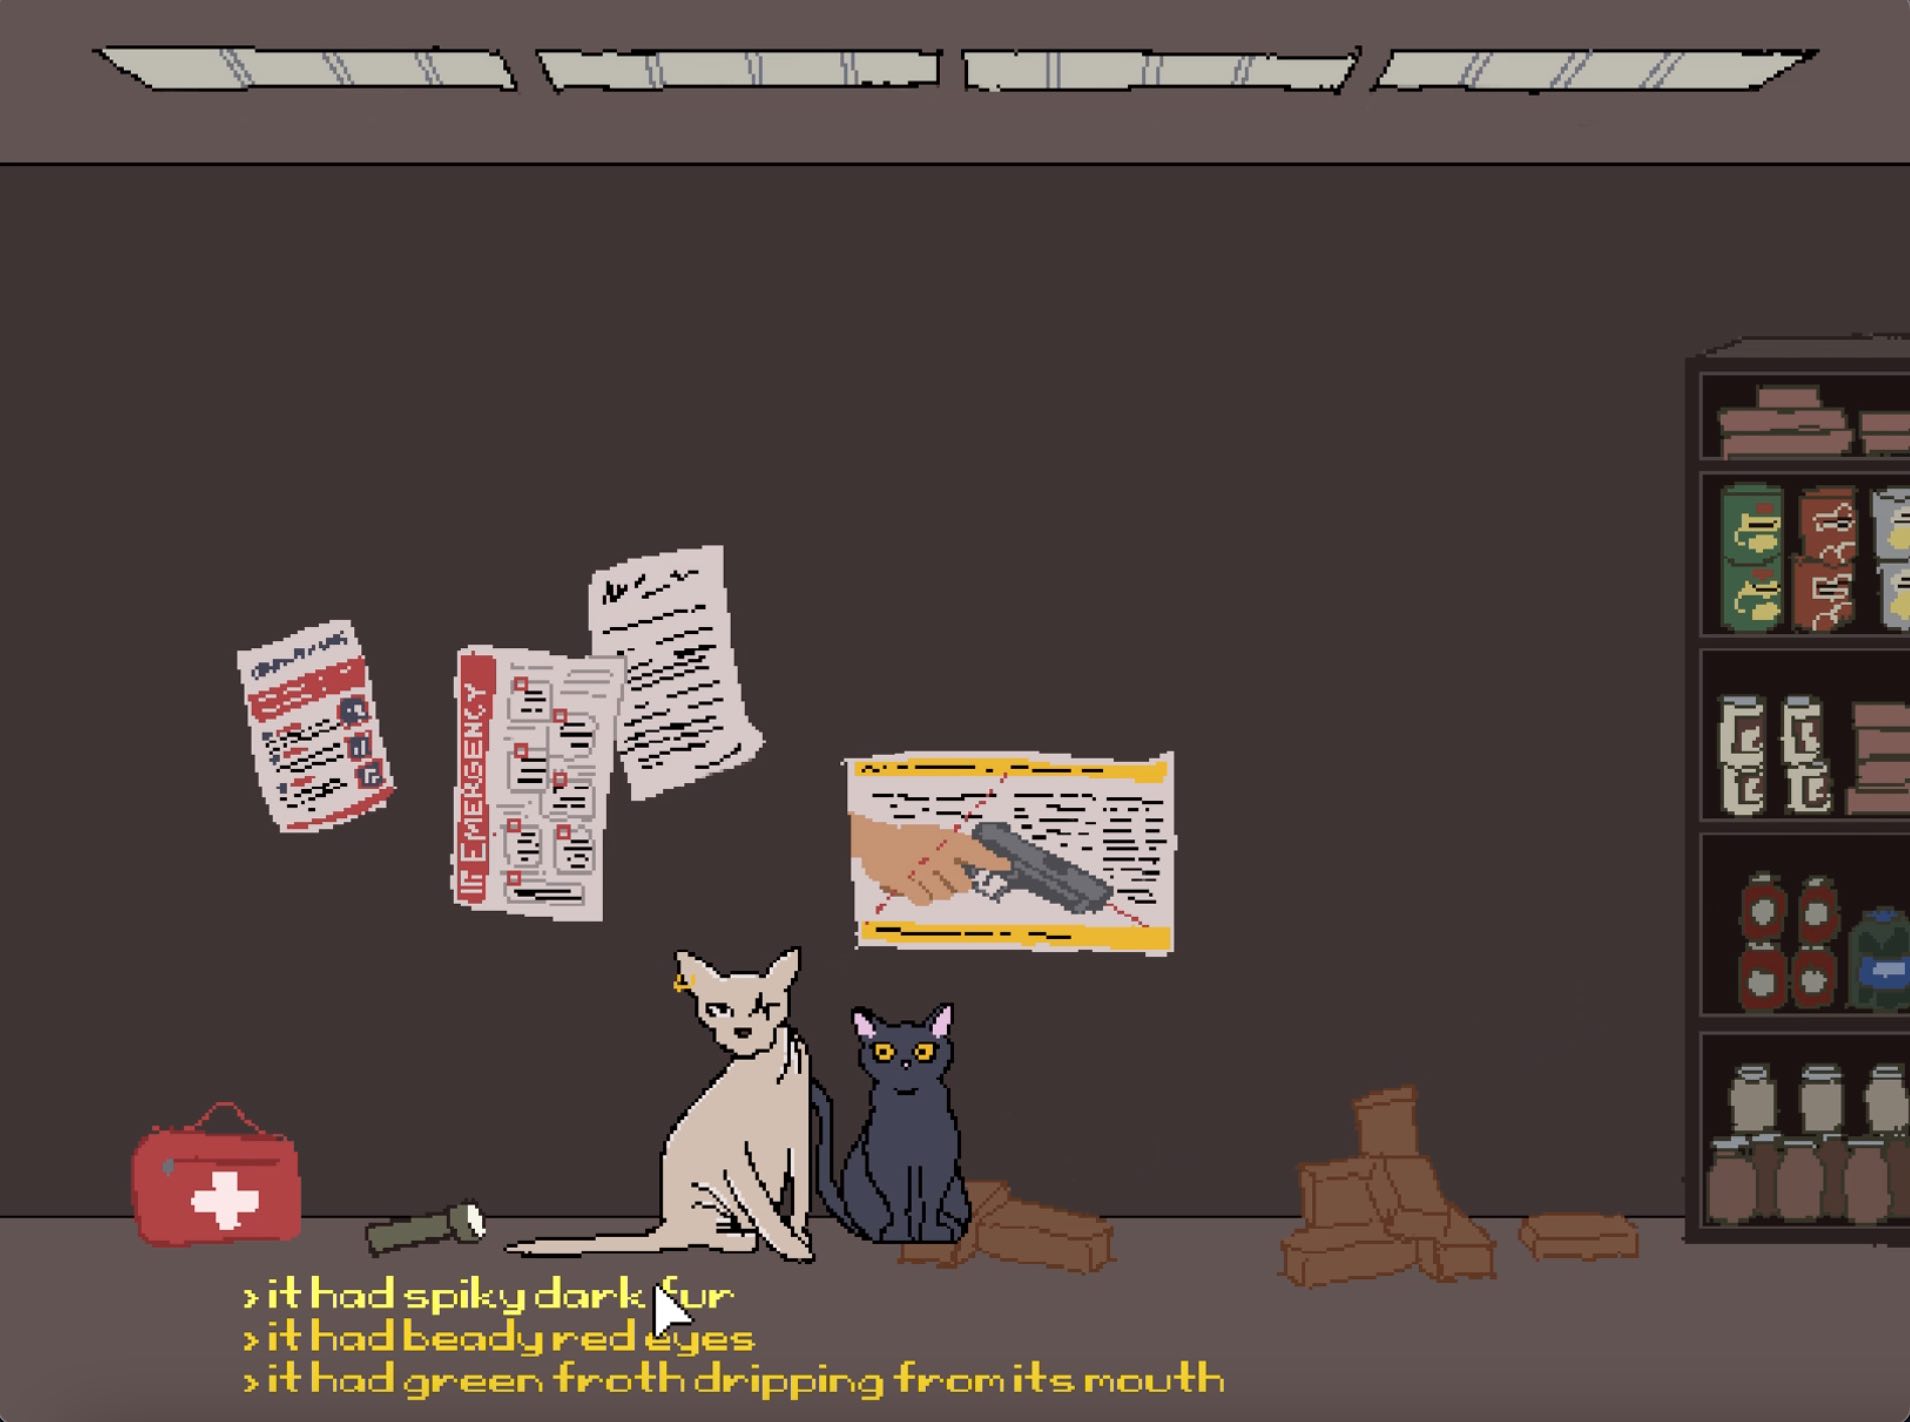 IF EMERGENCY
> it had spiky dark fur
> it had beady red eyes
> it had green froth dripping from its mouth